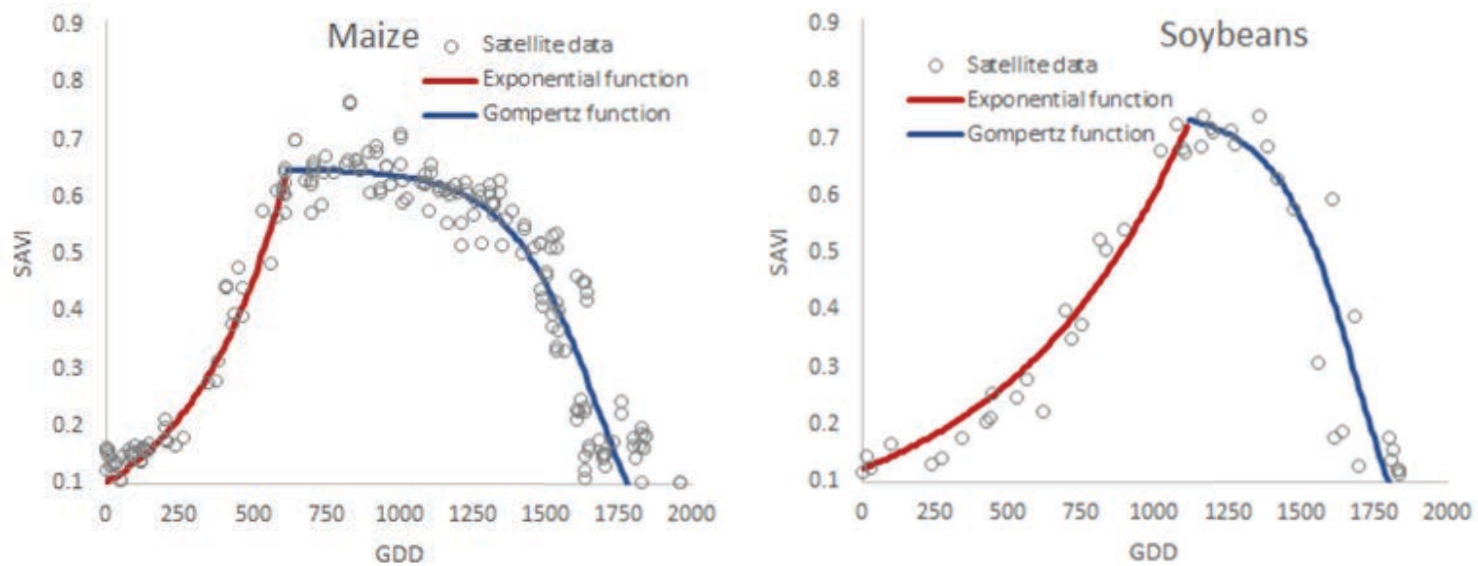 Maize
Satellite data
Exponential function
Gompertz function
0.9
0.8
0.7
0.6
0.5
0.4
0.3
0.2
0.1
SAVI
0 250 500 750 1000 1250 1500 1750 2000
GDD
Soybeans
Satellite data
Exponential function
Gompertz function
0.9
0.8
0.7
0.6
0.5
0.4
0.3
0.2
0.1
SAVI
0 250 500 750 1000 1250 1500 1750 2000
GDD